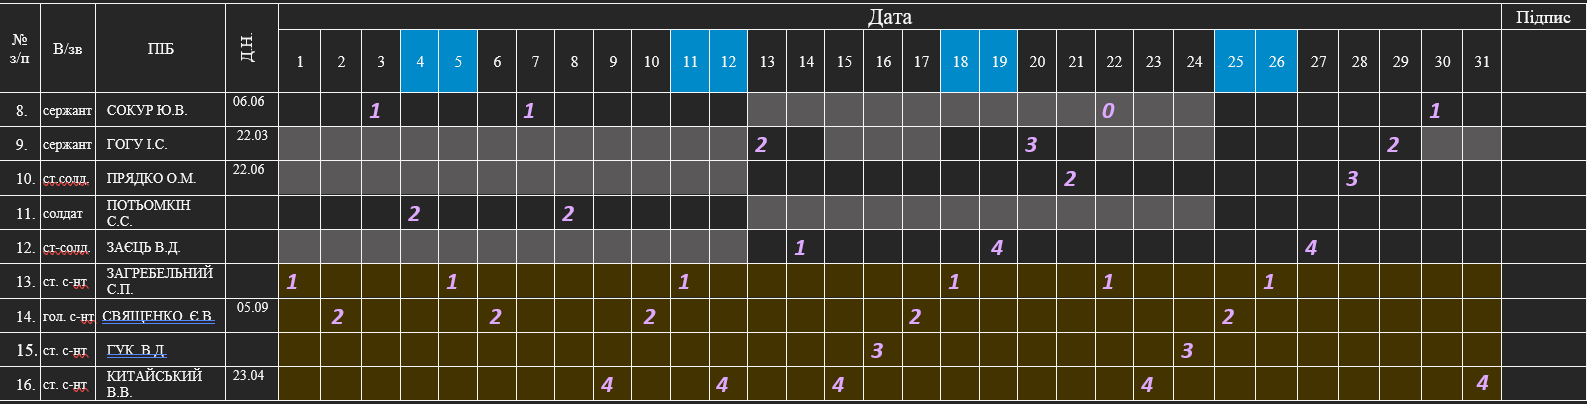 № з/п В/зв ПІБ Д.Н. Дата Підпис
1 2 3 4 5 6 7 8 9 10 11 12 13 14 15 16 17 18 19 20 21 22 23 24 25 26 27 28 29 30 31
8. сержант СОКУР Ю.В. 06.06 1 1 0 1
9. сержант ГОГУ І.С. 22.03 2 3 2
10. ст.солд. ПРЯДКО О.М. 22.06 2 3
11. солдат ПОТЬОМКІН С.С. 2 2
12. ст-солд. ЗАЄЦЬ В.Д. 1 4 4
13. ст. с-нт ЗАГРЕБЕЛЬНИЙ С.П. 1 1 1 1 1 1
14. гол. с-нт СВЯЩЕНКО Є.В. 05.09 2 2 2 2 2
15. ст. с-нт ГУК В.Д. 3 3
16. ст. с-нт КИТАЙСЬКИЙ В.В. 23.04 4 4 4 4 4